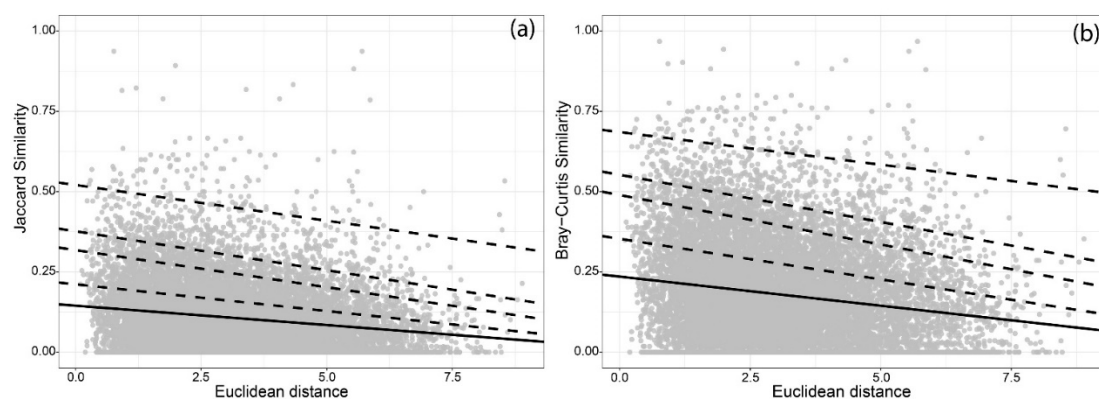 (a)
Jaccard Similarity
1.00
0.75
0.50
0.25
0.00
0.0 2.5 5.0 7.5
Euclidean distance
(b)
Bray−Curtis Similarity
1.00
0.75
0.50
0.25
0.00
0.0 2.5 5.0 7.5
Euclidean distance